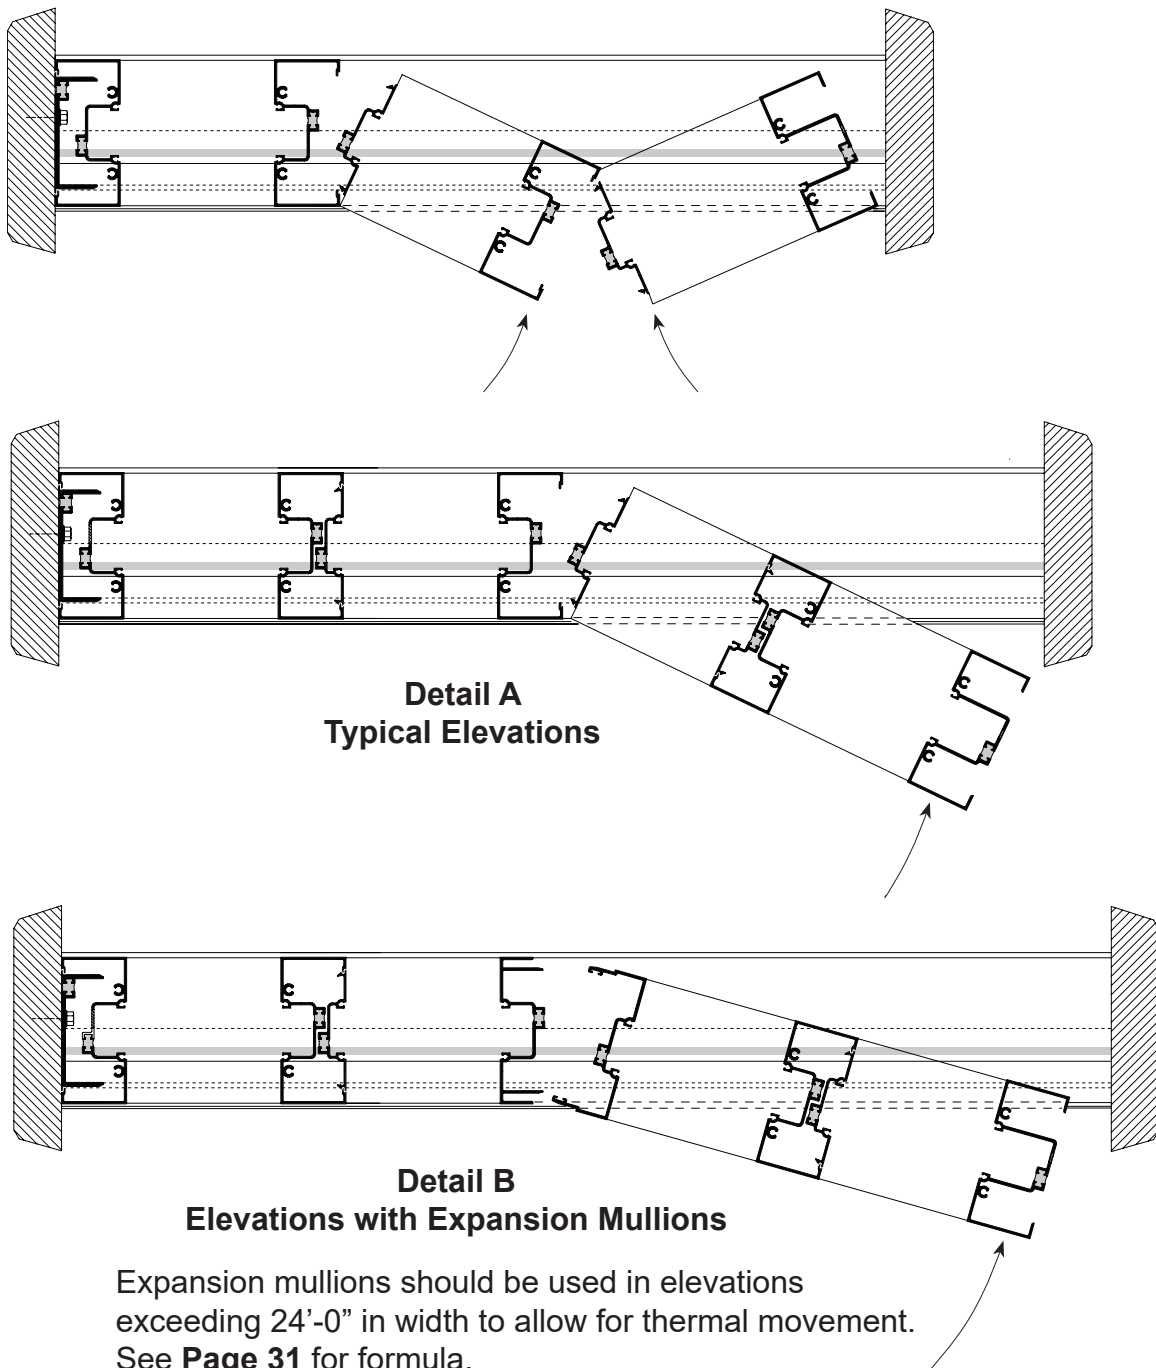 Detail A
Typical Elevations
Detail B
Elevations with Expansion Mullions
Expansion mullions should be used in elevations
exceeding 24’-0” in width to allow for thermal movement.
See Page 31 for formula.